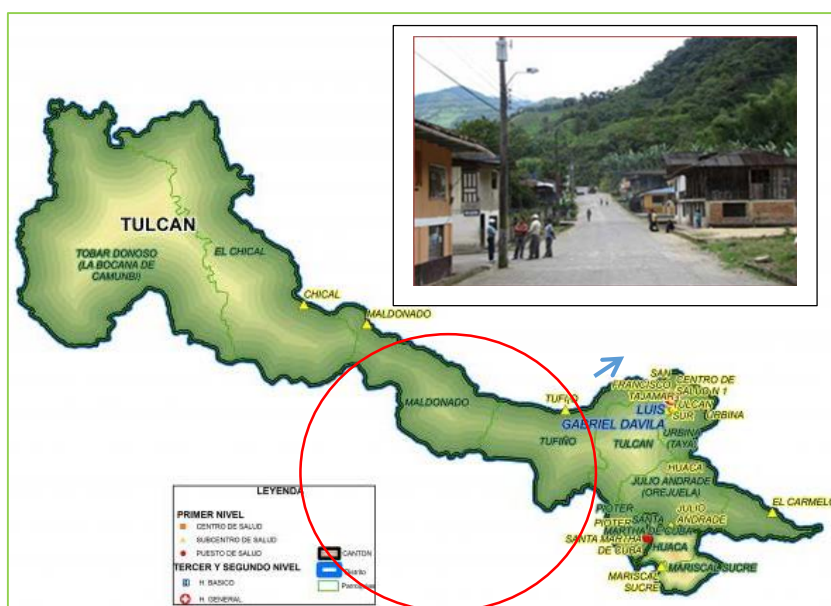 TULCAN
TOBAR DONOSO
(LA BOCANA DE
CAMUNBI)
EL CHICAL
CHICAL
MALDONADO
MALDONADO
TUFIÑO
TUFIÑO
SAN
FRANCISCO
CENTRO DE
SALUD N 1
TAJAMAR
TULCAN
SUR
URBINA
LUIS
GABRIEL DAVILA
TULCAN
URBINA
(TAYA)
HUACA
JULIO ANDRADE
(OREJUELA)
EL CARMELO
PIOTER
PIOTER
SANTA
MARTHA DE CUBA
JULIO
ANDRADE
SANTA MARTHA
DE CUBA
HUACA
MARISCAL SUCRE
MARISCAL
SUCRE
LEYENDA
PRIMER NIVEL
CENTRO DE SALUD
SUBCENTRO DE SALUD
PUESTO DE SALUD
TERCER Y SEGUNDO NIVEL
H. BASICO
H. GENERAL
CANTON
Distrito
Parroquias